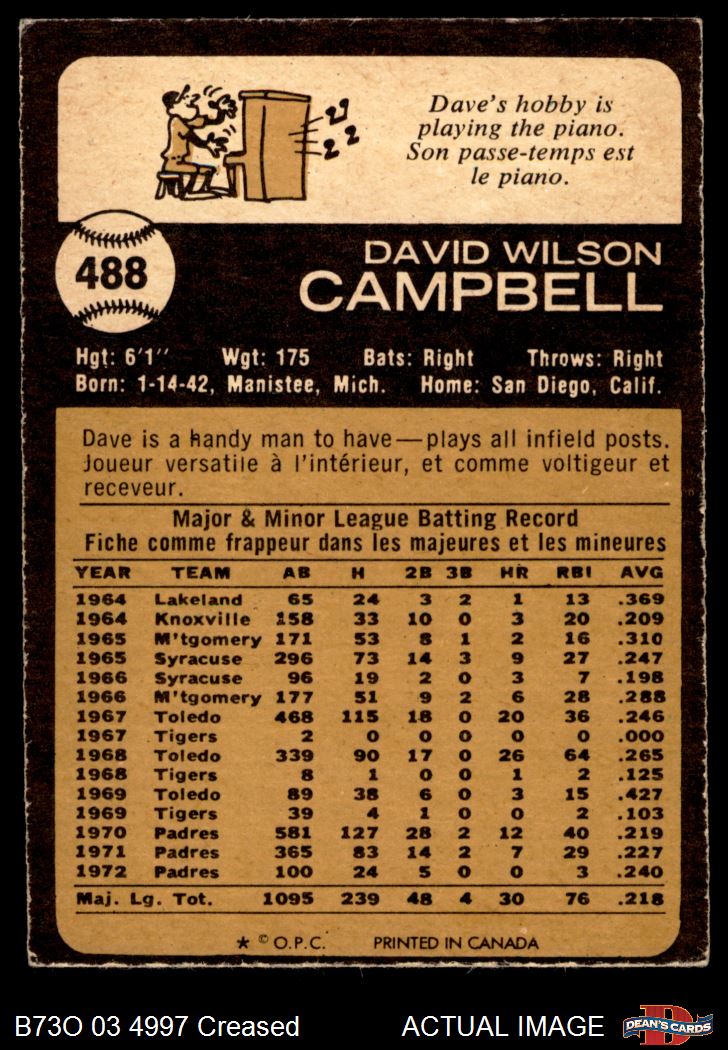 Dave's hobby is
playing the piano.
Son passe-temps est
le piano.
488
DAVID WILSON
CAMPBELL
Hgt: 6'1" Wgt: 175 Bats: Right Throws: Right
Born: 1-14-42, Manistee, Mich. Home: San Diego, Calif.
Dave is a handy man to have—plays all infield posts.
Joueur versatile à l'intérieur, et comme voltigeur et
receveur.
Major & Minor League Batting Record
Fiche comme frappeur dans les majeures et les mineures
YEAR TEAM AB H 2B 3B HR RBI AVG
1964 Lakeland 65 24 3 2 1 13 .369
1964 Knoxville 158 33 10 0 3 20 .209
1965 M'tgomery 171 53 8 1 2 16 .310
1965 Syracuse 296 73 14 3 9 27 .247
1966 Syracuse 96 19 2 0 3 7 .198
1966 M'tgomery 177 51 9 2 6 28 .288
1967 Toledo 468 115 18 0 20 36 .246
1967 Tigers 2 0 0 0 0 0 .000
1968 Toledo 339 90 17 0 26 64 .265
1968 Tigers 8 1 0 0 1 2 .125
1969 Toledo 89 38 6 0 3 15 .427
1969 Tigers 39 4 1 0 0 2 .103
1970 Padres 581 127 28 2 12 40 .219
1971 Padres 365 83 14 2 7 29 .227
1972 Padres 100 24 5 0 0 3 .240
Maj. Lg. Tot. 1095 239 48 4 30 76 .218
★ © O.P.C. PRINTED IN CANADA
B73O 03 4997 Creased ACTUAL IMAGE
D
DEAN'S CARDS